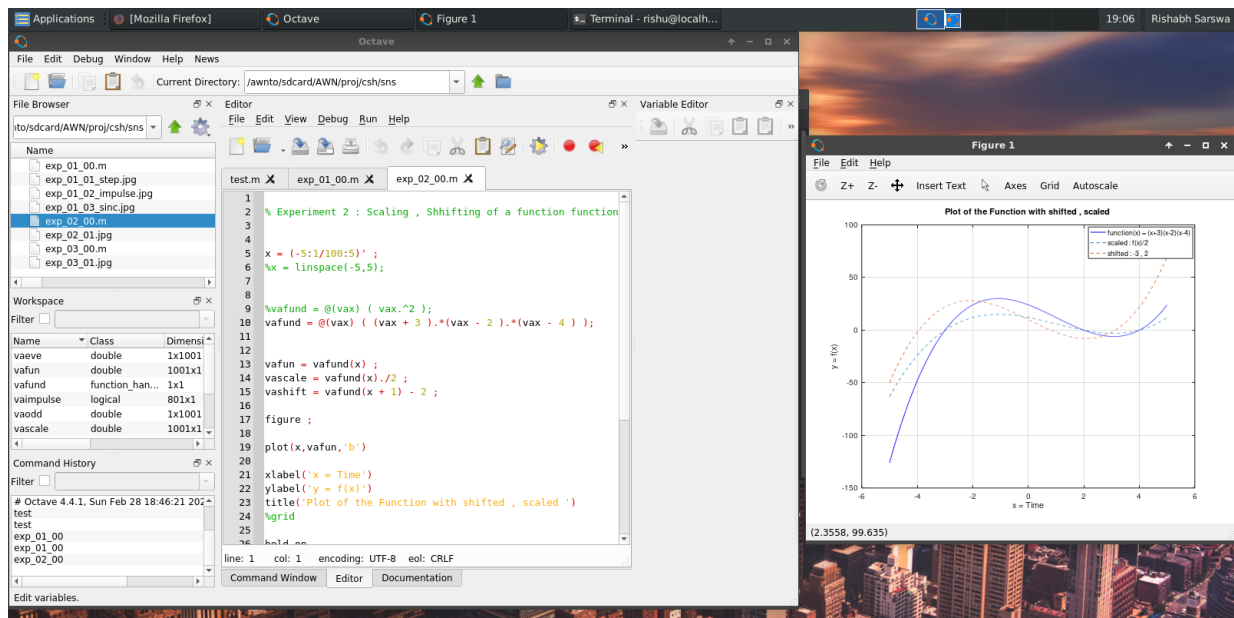 Applications
[Mozilla Firefox]
Octave
Figure 1
Terminal - rishu@localh...
19:06
Rishabh Sarswa
Octave
File Edit Debug Window Help News
Current Directory: /awnto/sdcard/AWN/proj/csh/sns
File Browser
nto/sdcard/AWN/proj/csh/sns
Name
exp_01_00.m
exp_01_01_step.jpg
exp_01_02_impulse.jpg
exp_01_03_sinc.jpg
exp_02_00.m
exp_02_01.jpg
exp_03_00.m
exp_03_01.jpg
Workspace
Filter
Name Class Dimensi
vaeve double 1x1001
vafun double 1001x1
vafund function_han... 1x1
vaimpulse logical 801x1
vaodd double 1x1001
vascale double 1001x1
Command History
Filter
# Octave 4.4.1, Sun Feb 28 18:46:21 202
test
test
exp_01_00
exp_01_00
exp_02_00
Edit variables.
Editor
File Edit View Debug Run Help
»
test.m exp_01_00.m exp_02_00.m
1
2 % Experiment 2 : Scaling , Shhifting of a function function
3
4
5 x = (-5:1/100:5)' ;
6 %x = linspace(-5,5);
7
8
9 %vafund = @(vax) ( vax.^2 );
10 vafund = @(vax) ( (vax + 3 ).*(vax - 2 ).*(vax - 4 ) );
11
12
13 vafun = vafund(x) ;
14 vascale = vafund(x)./2 ;
15 vashift = vafund(x + 1) - 2 ;
16
17 figure ;
18
19 plot(x,vafun,'b')
20
21 xlabel('x = Time')
22 ylabel('y = f(x)')
23 title('Plot of the Function with shifted , scaled ')
24 %grid
25
26 hold on
line: 1 col: 1 encoding: UTF-8 eol: CRLF
Command Window Editor Documentation
Variable Editor
»
Figure 1
File Edit Help
Z+ Z- Insert Text Axes Grid Autoscale
Plot of the Function with shifted , scaled
function(x) = (x+3)(x-2)(x-4)
scaled : f(x)/2
shifted : -3 , 2
100
50
0
-50
-100
-150
y = f(x)
-6 -4 -2 0 2 4 6
x = Time
(2.3558, 99.635)